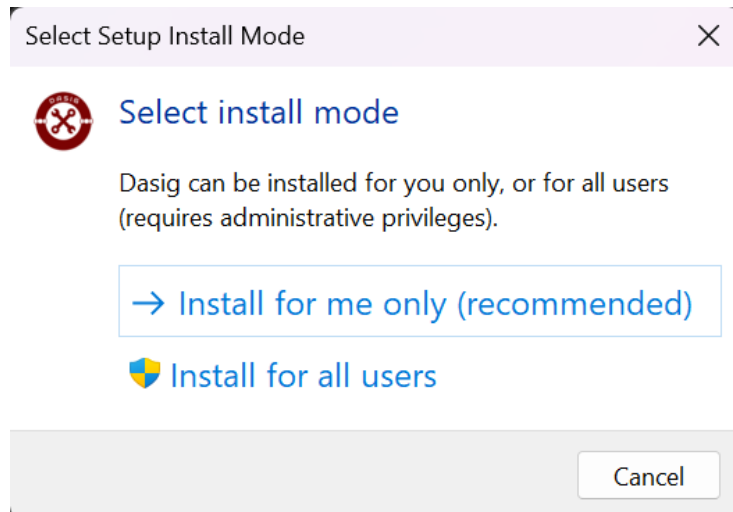 Select Setup Install Mode
DASIG
Select install mode
Dasig can be installed for you only, or for all users
(requires administrative privileges).
Install for me only (recommended)
Install for all users
Cancel